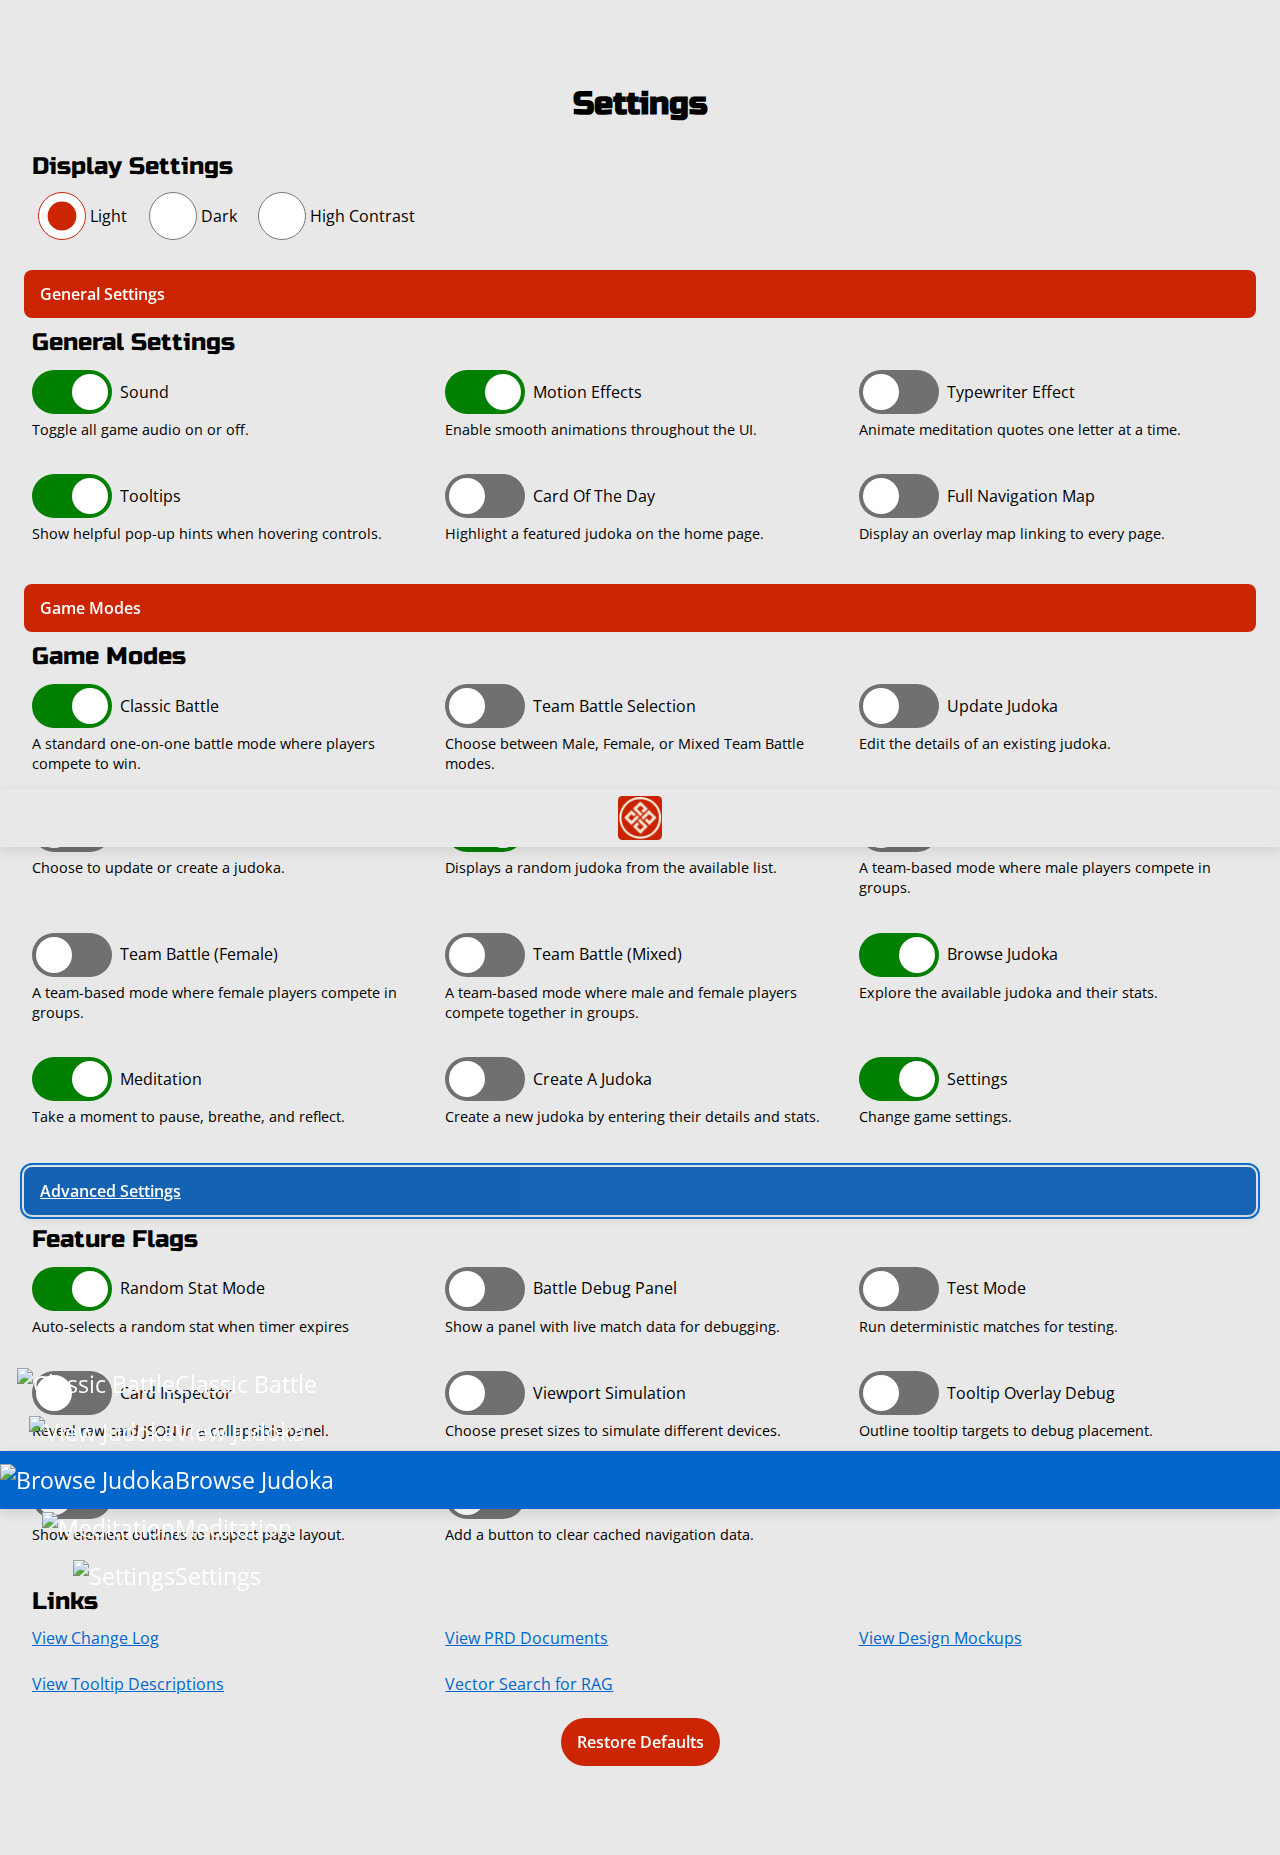 Settings
Display Settings
Light Dark High Contrast
General Settings
General Settings
Sound Motion Effects Typewriter Effect
Toggle all game audio on or off. Enable smooth animations throughout the UI. Animate meditation quotes one letter at a time.
Tooltips Card Of The Day Full Navigation Map
Show helpful pop-up hints when hovering controls. Highlight a featured judoka on the home page. Display an overlay map linking to every page.
Game Modes
Game Modes
Classic Battle Team Battle Selection Update Judoka
A standard one-on-one battle mode where players Choose between Male, Female, or Mixed Team Battle Edit the details of an existing judoka.
compete to win. modes.
Choose to update or create a judoka. Displays a random judoka from the available list. A team-based mode where male players compete in
groups.
Team Battle (Female) Team Battle (Mixed) Browse Judoka
A team-based mode where female players compete in A team-based mode where male and female players Explore the available judoka and their stats.
groups. compete together in groups.
Meditation Create A Judoka Settings
Take a moment to pause, breathe, and reflect. Create a new judoka by entering their details and stats. Change game settings.
Advanced Settings
Feature Flags
Random Stat Mode Battle Debug Panel Test Mode
Auto-selects a random stat when timer expires Show a panel with live match data for debugging. Run deterministic matches for testing.
Classic BattleClassic Battle
Card Inspector Viewport Simulation Tooltip Overlay Debug
Reveal raw card JSON in a collapsible panel. Choose preset sizes to simulate different devices. Outline tooltip targets to debug placement.
View JudokaView Judoka
Browse JudokaBrowse Judoka
MeditationMeditation
Show element outlines to inspect page layout. Add a button to clear cached navigation data.
SettingsSettings
Links
View Change Log View PRD Documents View Design Mockups
View Tooltip Descriptions Vector Search for RAG
Restore Defaults